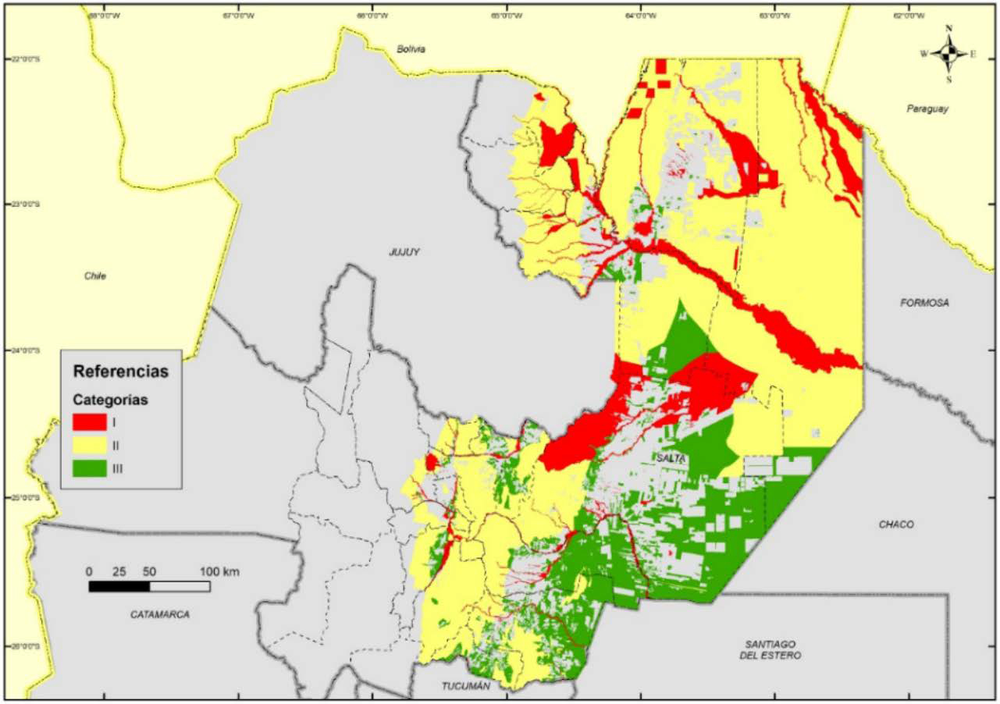 68°0'0"W
67°0'0"W
66°0'0"W
65°0'0"W
64°0'0"W
63°0'0"W
62°0'0"W
N
W
E
S
Bolivia
22°0'0"S
Paraguay
23°0'0"S
JUJUY
Chile
FORMOSA
24°0'0"S
Referencias
Categorías
I
II
III
SALTA
25°0'0"S
CHACO
0 25 50 100 km
CATAMARCA
26°0'0"S
SANTIAGO
DEL ESTERO
TUCUMÁN